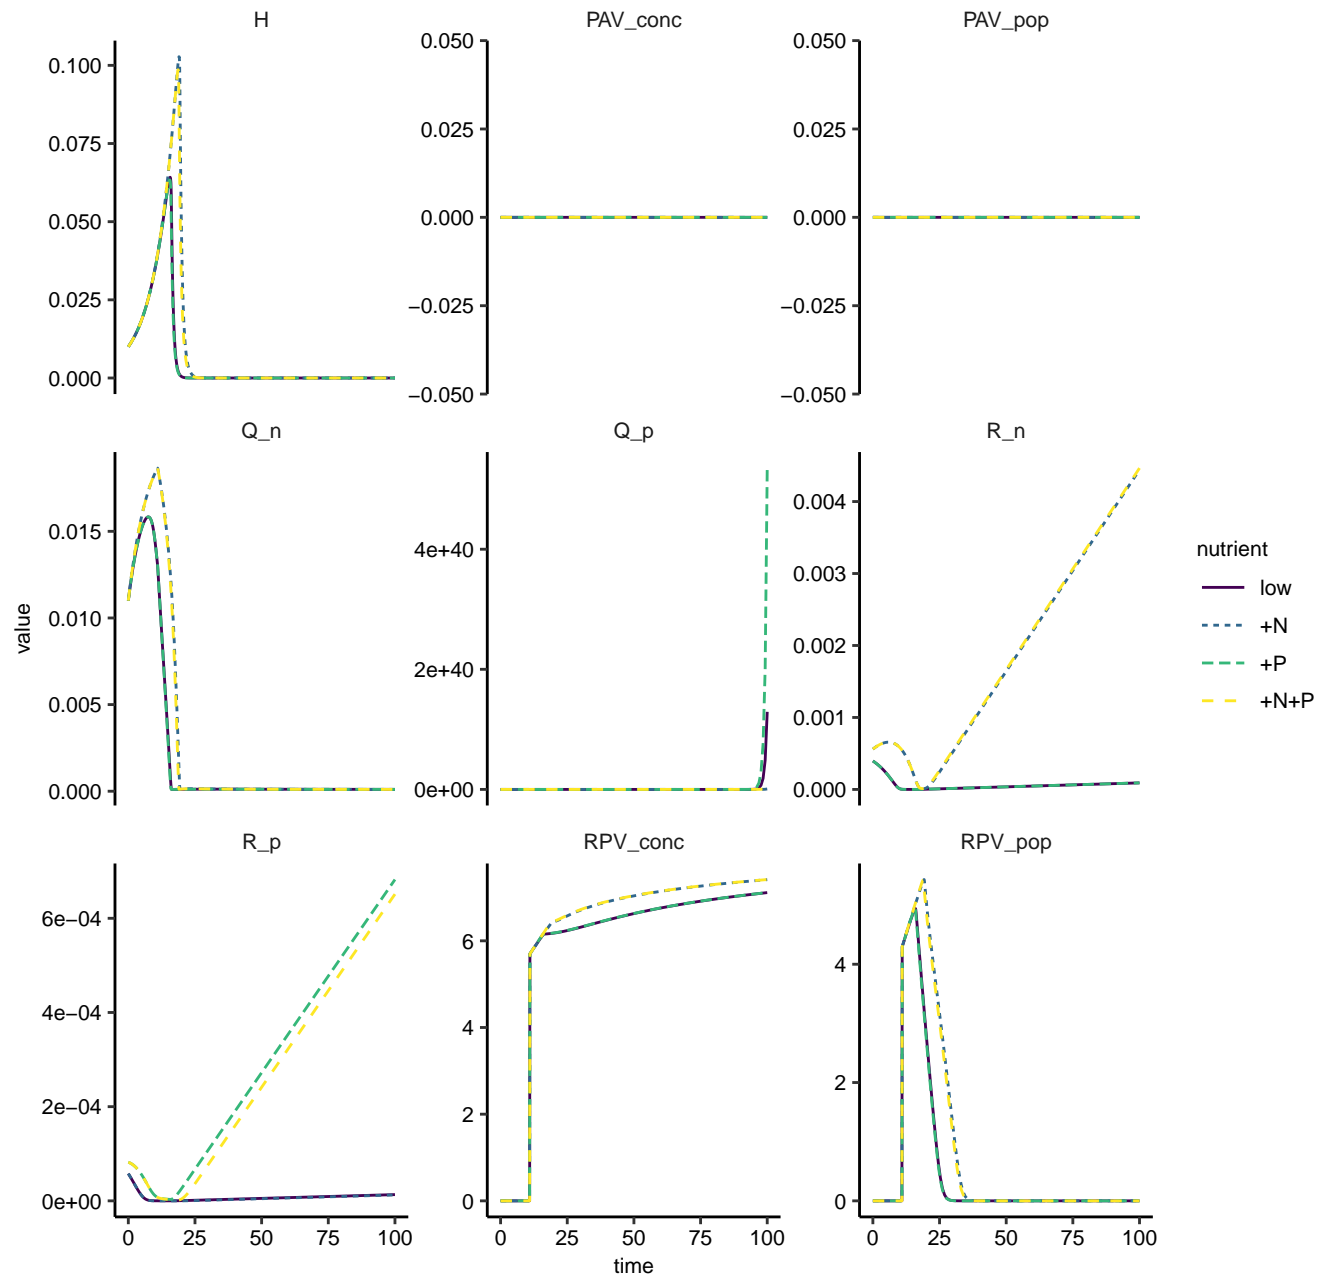 H PAV_conc PAV_pop
0.100
0.075
0.050
0.025
0.000
0.050
0.025
0.000
−0.025
−0.050
0.050
0.025
0.000
−0.025
−0.050
Q_n Q_p R_n
0.015
0.010
0.005
0.000
4e+40
2e+40
0e+00
0.004
0.003
0.002
0.001
0.000
R_p RPV_conc RPV_pop
6e−04
4e−04
2e−04
0e+00
6
4
2
0
4
2
0
0 25 50 75 100
0 25 50 75 100
0 25 50 75 100
time
value
nutrient
low
+N
+P
+N+P